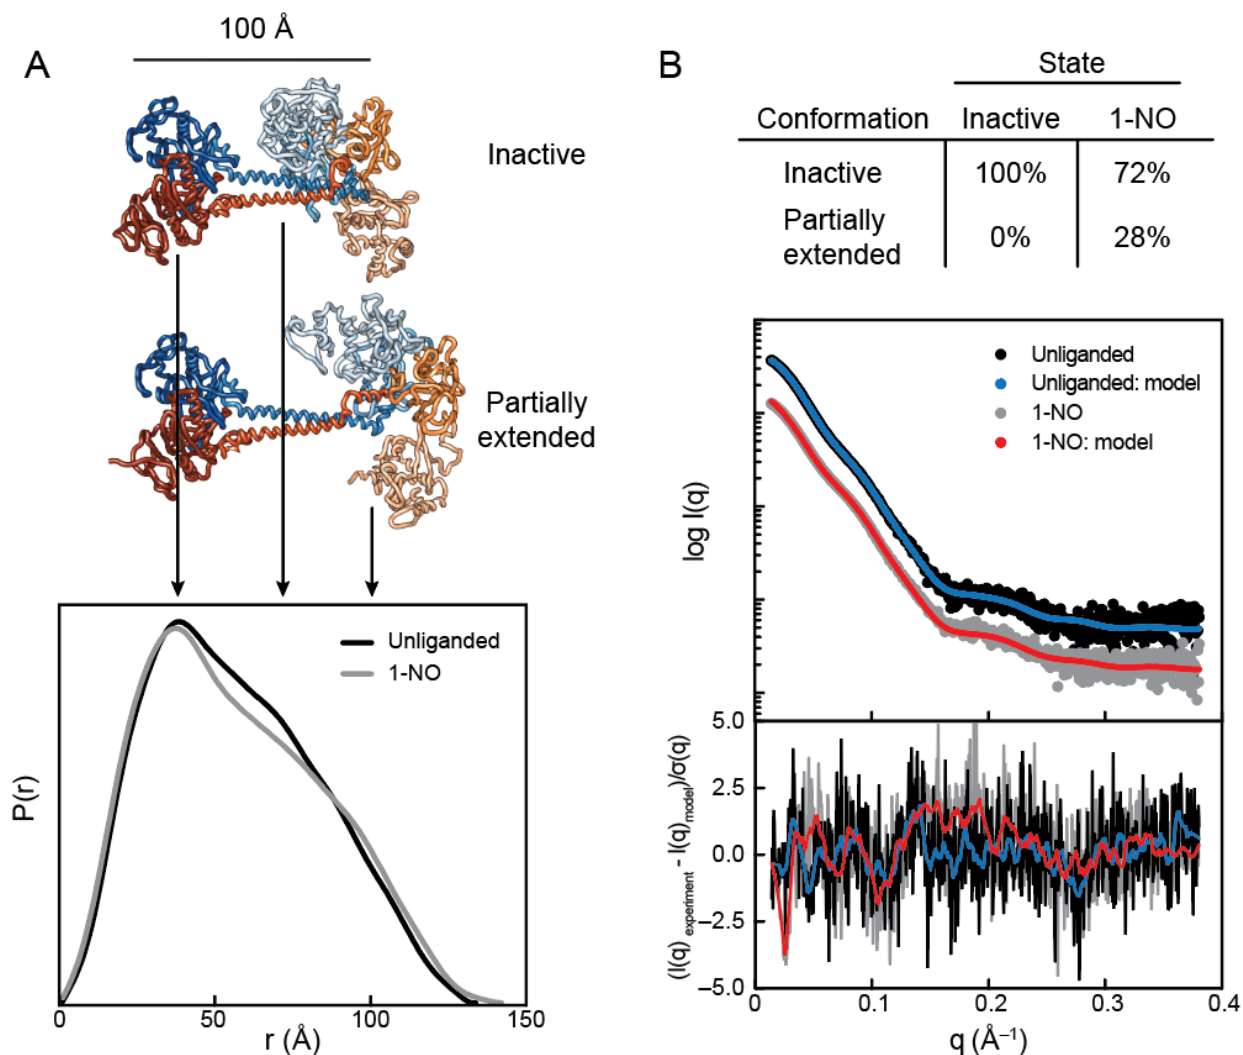 A
100 Å
Inactive
Partially
extended
Unliganded
1-NO
P(r)
0
50
100
150
r (Å)
B
State
Conformation
Inactive
1-NO
Inactive
100%
72%
Partially
extended
0%
28%
Unliganded
Unliganded: model
1-NO
1-NO: model
log I(q)
5.0
2.5
0.0
−2.5
−5.0
(I(q) experiment - I(q)model)/σ(q)
0
0.1
0.2
0.3
0.4
q (Å⁻¹)